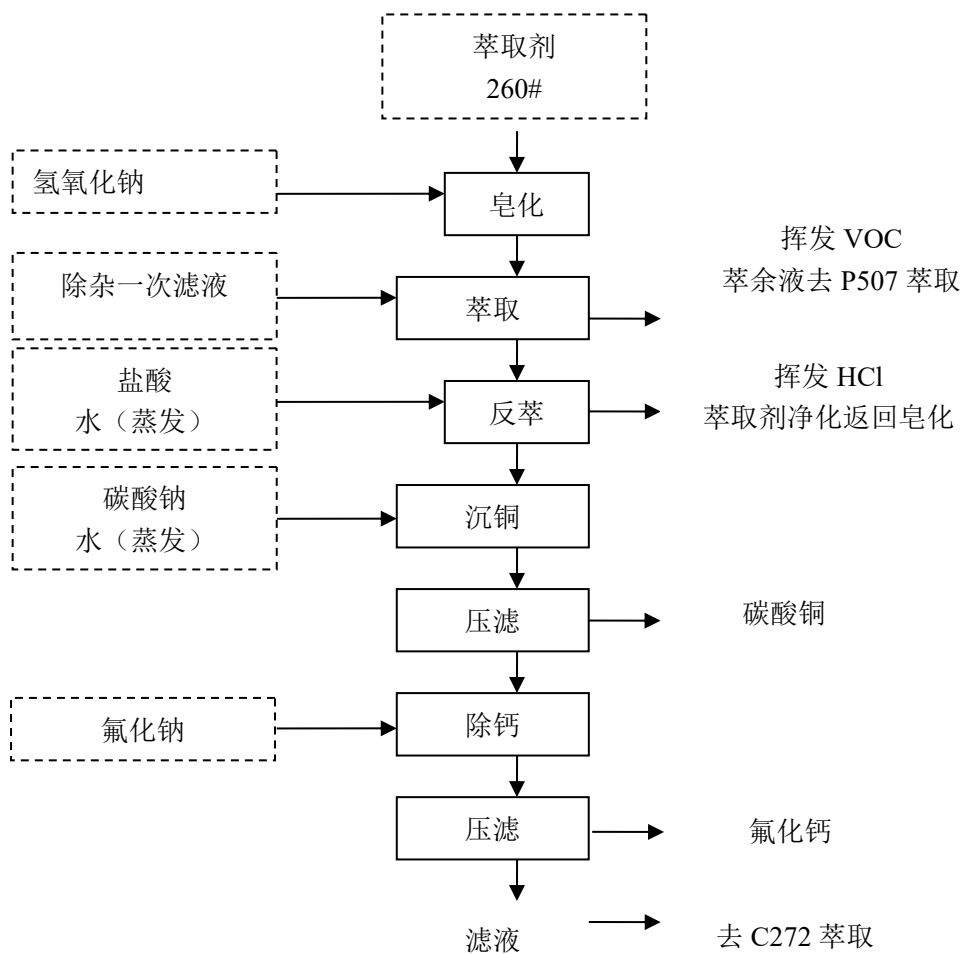 萃取剂
260#
氢氧化钠
皂化
挥发 VOC
除杂一次滤液
萃余液去 P507 萃取
萃取
盐酸
水（蒸发）
反萃
挥发 HCl
萃取剂净化返回皂化
碳酸钠
水（蒸发）
沉铜
压滤
碳酸铜
氟化钠
除钙
压滤
氟化钙
滤液
去 C272 萃取